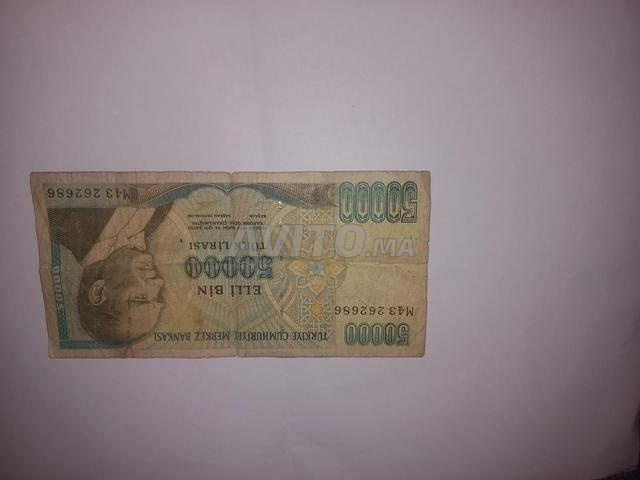 TÜRKİYE CUMHURİYET MERKEZ BANKASI
50000
M43 262686
ELLİ BİN
50000
TÜRK LİRASI
50000
50000
M43 262686
AVITO.MA